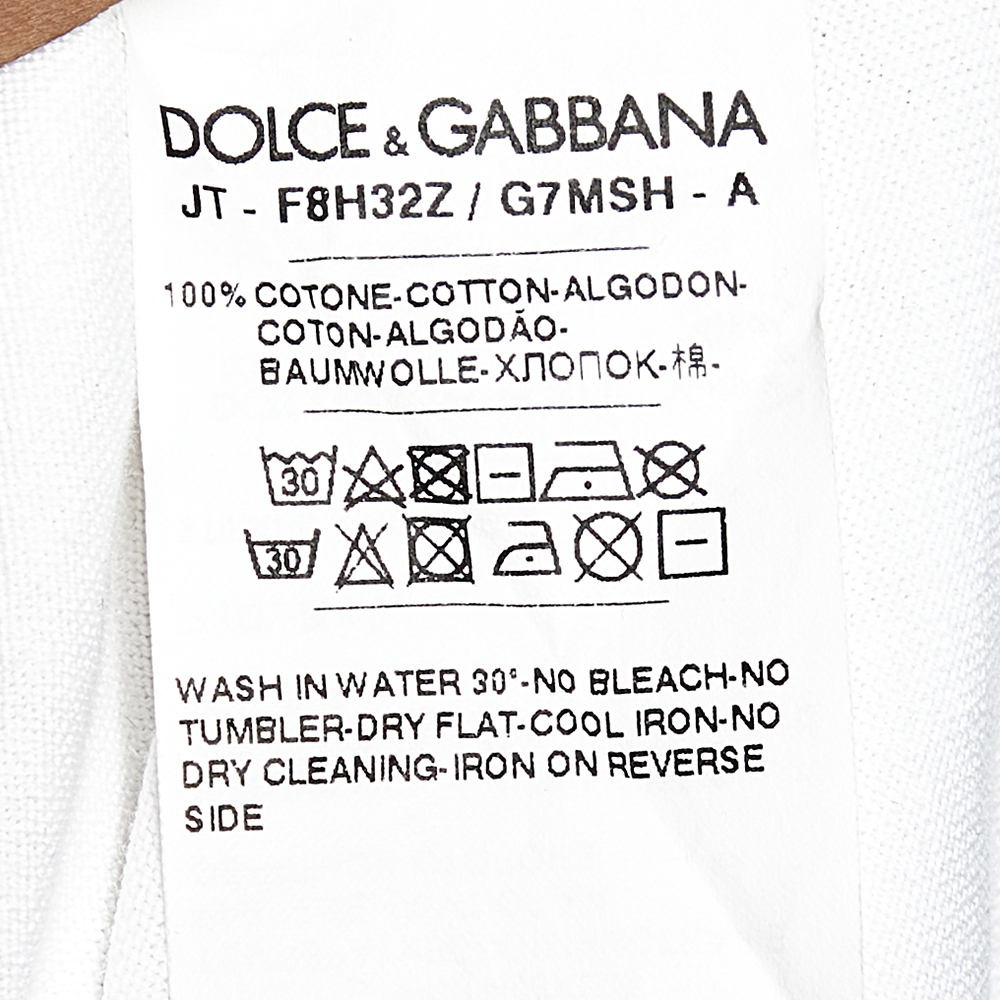 DOLCE & GABBANA
JT - F8H32Z / G7MSH - A
100% COTONE-COTTON-ALGODON-
COTON-ALGODÃO-
BAUMWOLLE-ХЛОПОК-棉-
30
30
WASH IN WATER 30°-NO BLEACH-NO
TUMBLER-DRY FLAT-COOL IRON-NO
DRY CLEANING-IRON ON REVERSE
SIDE